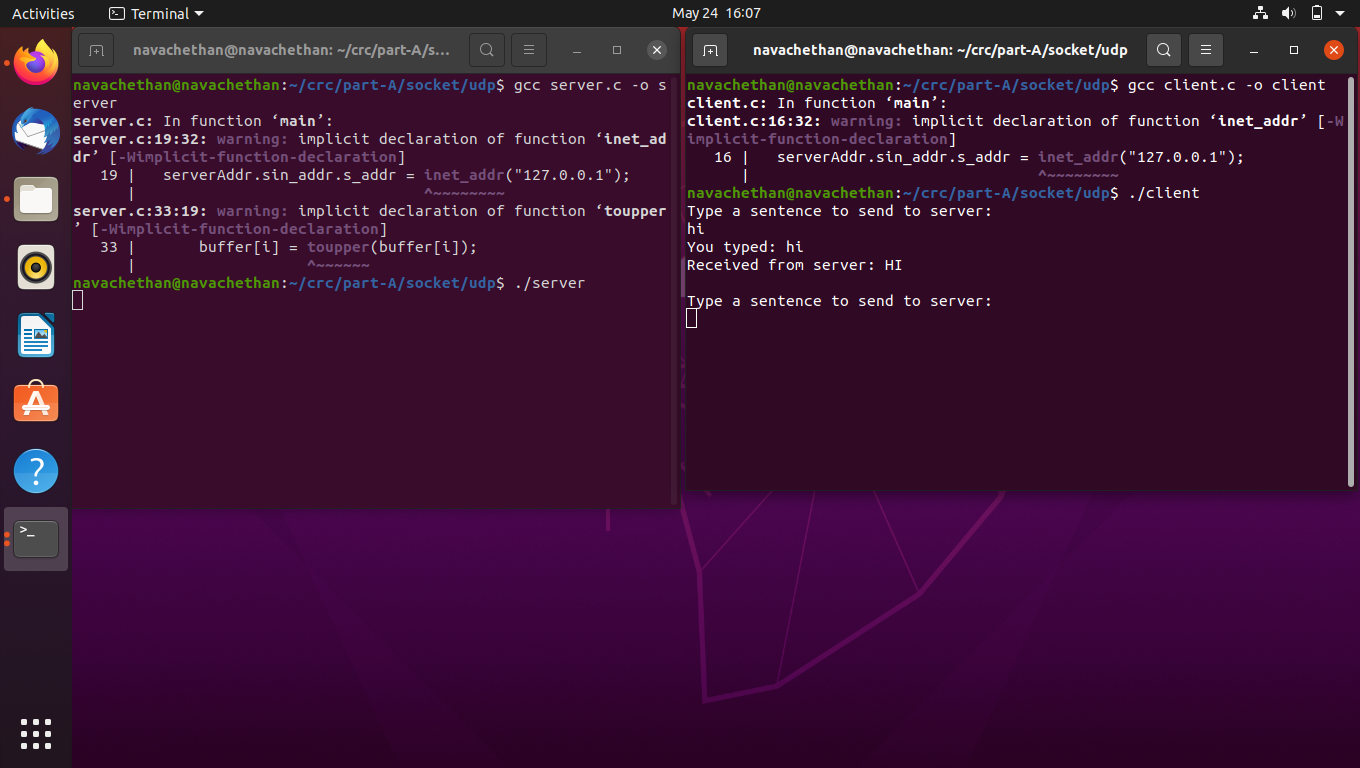 Activities
Terminal
May 24 16:07
navachethan@navachethan: ~/crc/part-A/s...
navachethan@navachethan:~/crc/part-A/socket/udp$ gcc server.c -o s
erver
server.c: In function ‘main’:
server.c:19:32: warning: implicit declaration of function ‘inet_ad
dr’ [-Wimplicit-function-declaration]
   19 |   serverAddr.sin_addr.s_addr = inet_addr("127.0.0.1");
      |                                ^~~~~~~~~
server.c:33:19: warning: implicit declaration of function ‘toupper
’ [-Wimplicit-function-declaration]
   33 |       buffer[i] = toupper(buffer[i]);
      |                   ^~~~~~~
navachethan@navachethan:~/crc/part-A/socket/udp$ ./server
navachethan@navachethan: ~/crc/part-A/socket/udp
navachethan@navachethan:~/crc/part-A/socket/udp$ gcc client.c -o client
client.c: In function ‘main’:
client.c:16:32: warning: implicit declaration of function ‘inet_addr’ [-W
implicit-function-declaration]
   16 |   serverAddr.sin_addr.s_addr = inet_addr("127.0.0.1");
      |                                ^~~~~~~~~
navachethan@navachethan:~/crc/part-A/socket/udp$ ./client
Type a sentence to send to server:
hi
You typed: hi
Received from server: HI
Type a sentence to send to server: